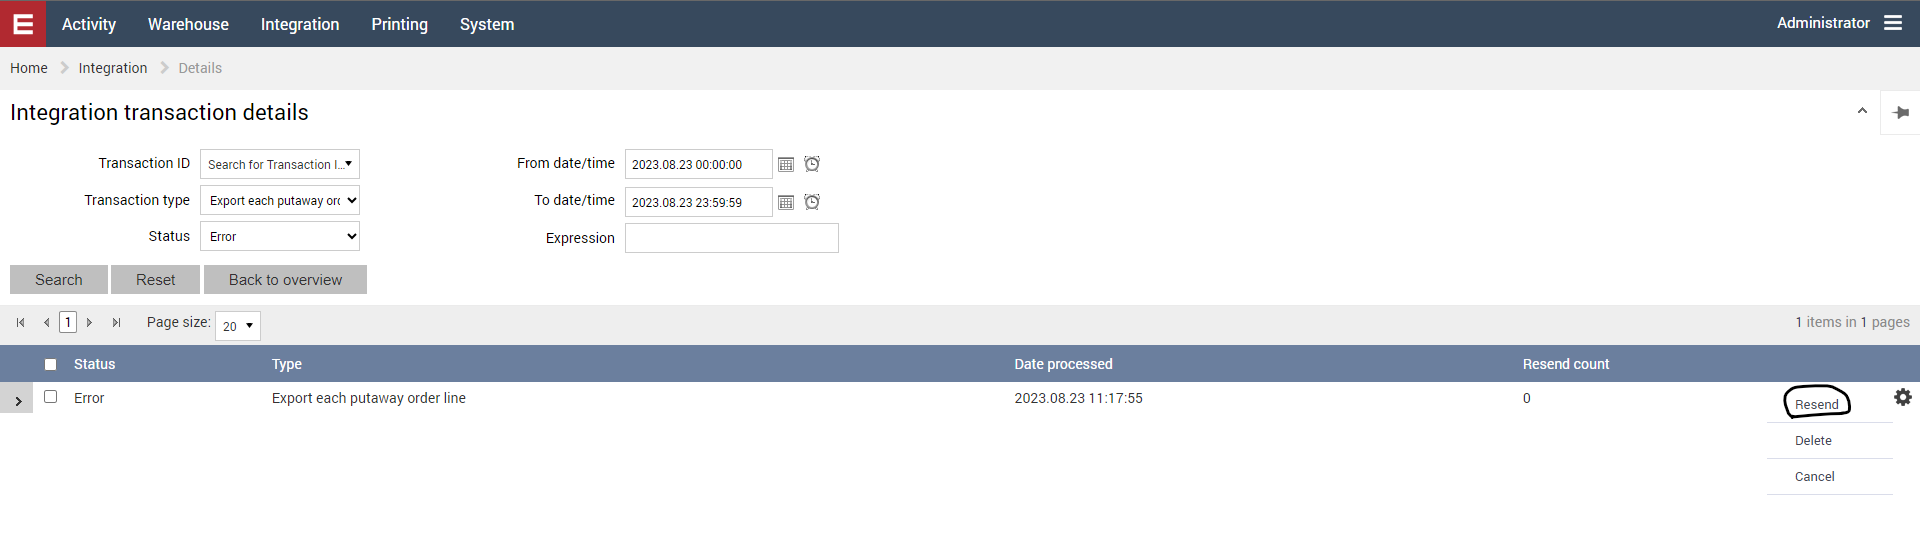 E Activity Warehouse Integration Printing System Administrator
Home Integration Details
Integration transaction details
Transaction ID Search for Transaction I... From date/time 2023.08.23 00:00:00
Transaction type Export each putaway orc To date/time 2023.08.23 23:59:59
Status Error Expression
Search Reset Back to overview
1 Page size: 20 1 items in 1 pages
Status Type Date processed Resend count
Error Export each putaway order line 2023.08.23 11:17:55 0 Resend
Delete
Cancel